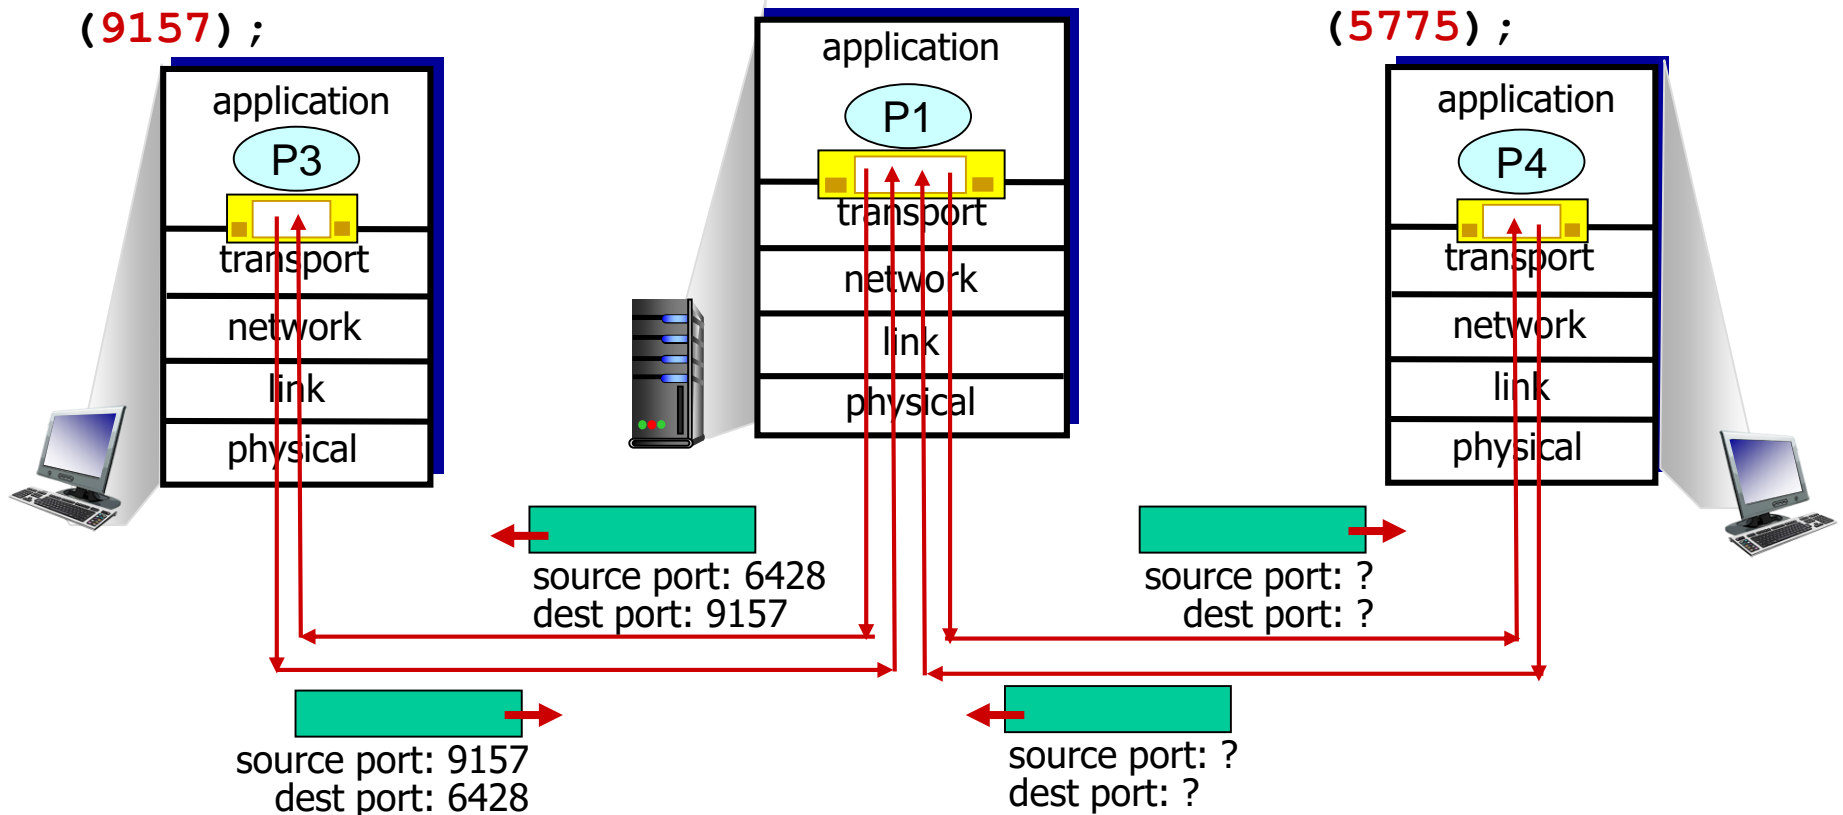 (9157);
application
P3
transport
network
link
physical
application
P1
transport
network
link
physical
(5775);
application
P4
transport
network
link
physical
source port: 6428
dest port: 9157
source port: ?
dest port: ?
source port: 9157
dest port: 6428
source port: ?
dest port: ?